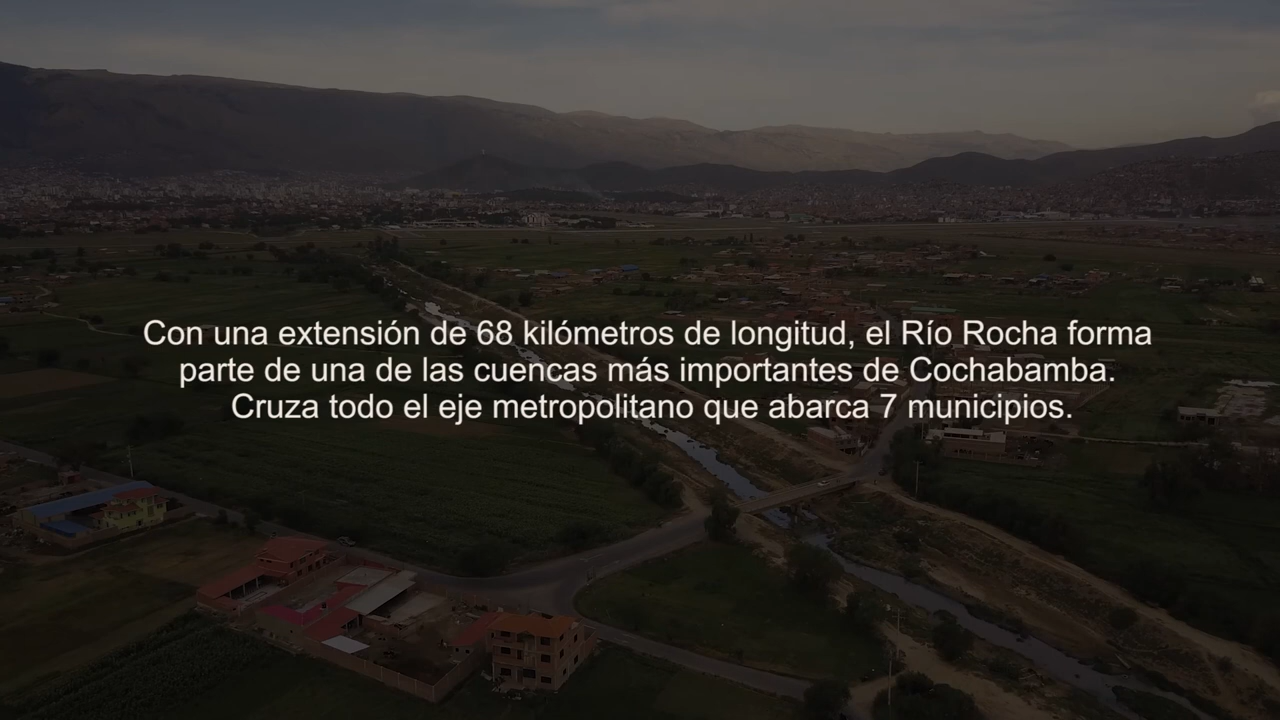 Con una extensión de 68 kilómetros de longitud, el Río Rocha forma
parte de una de las cuencas más importantes de Cochabamba.
Cruza todo el eje metropolitano que abarca 7 municipios.